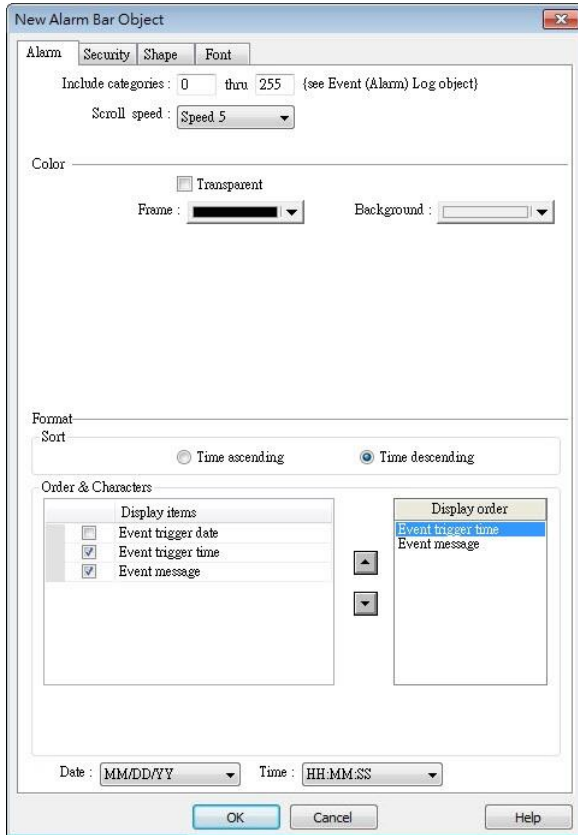 New Alarm Bar Object
Alarm Security Shape Font
Include categories : 0 thru 255 {see Event (Alarm) Log object}
Scroll speed : Speed 5
Color
Transparent
Frame : Background :
Format
Sort
Time ascending Time descending
Order & Characters
Display items Display order
Event trigger date Event trigger time
Event trigger time Event message
Event message
Date : MM/DD/YY Time : HH:MM:SS
OK Cancel Help